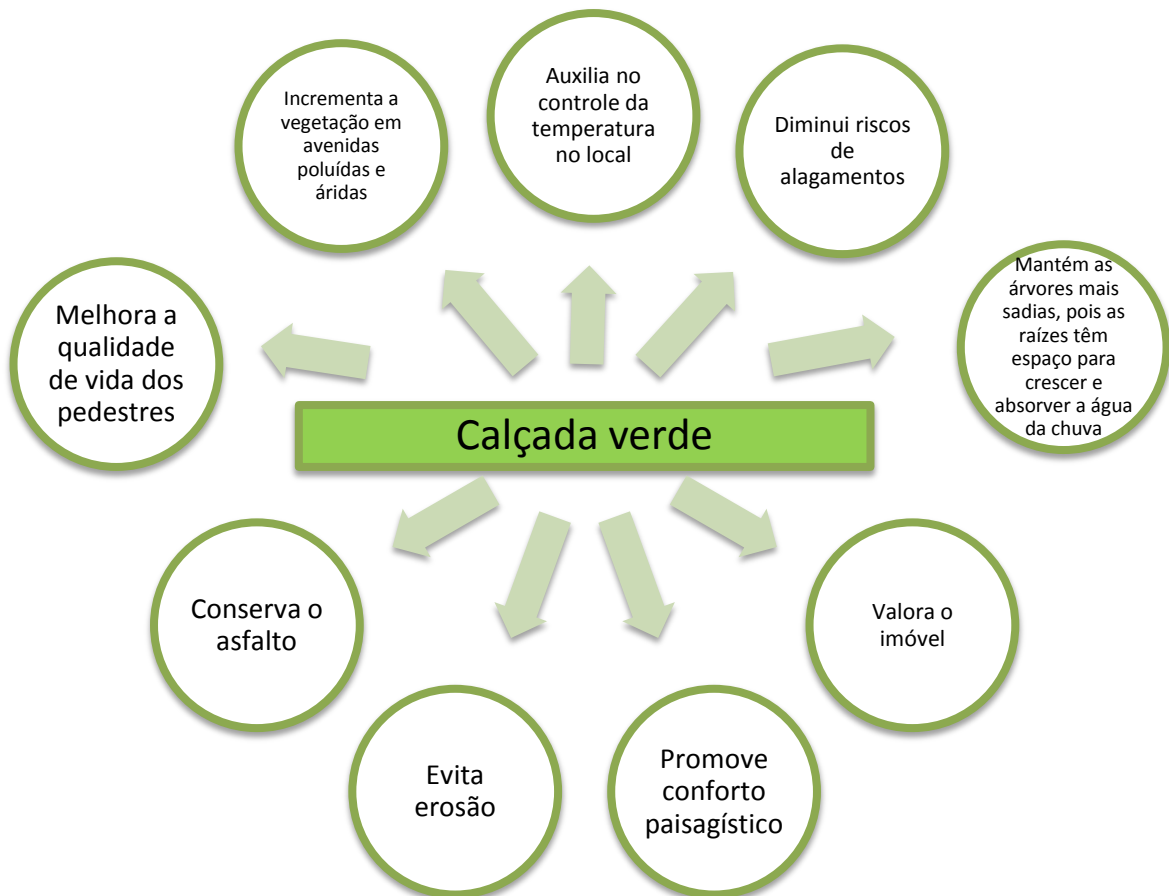 Incrementa a
vegetação em
avenidas
poluídas e
áridas
Auxilia no
controle da
temperatura
no local
Diminui riscos
de
alagamentos
Melhora a
qualidade
de vida dos
pedestres
Mantém as
árvores mais
sadias, pois as
raízes têm
espaço para
crescer e
absorver a água
da chuva
Calçada verde
Conserva o
asfalto
Evita
erosão
Promove
conforto
paisagístico
Valora o
imóvel